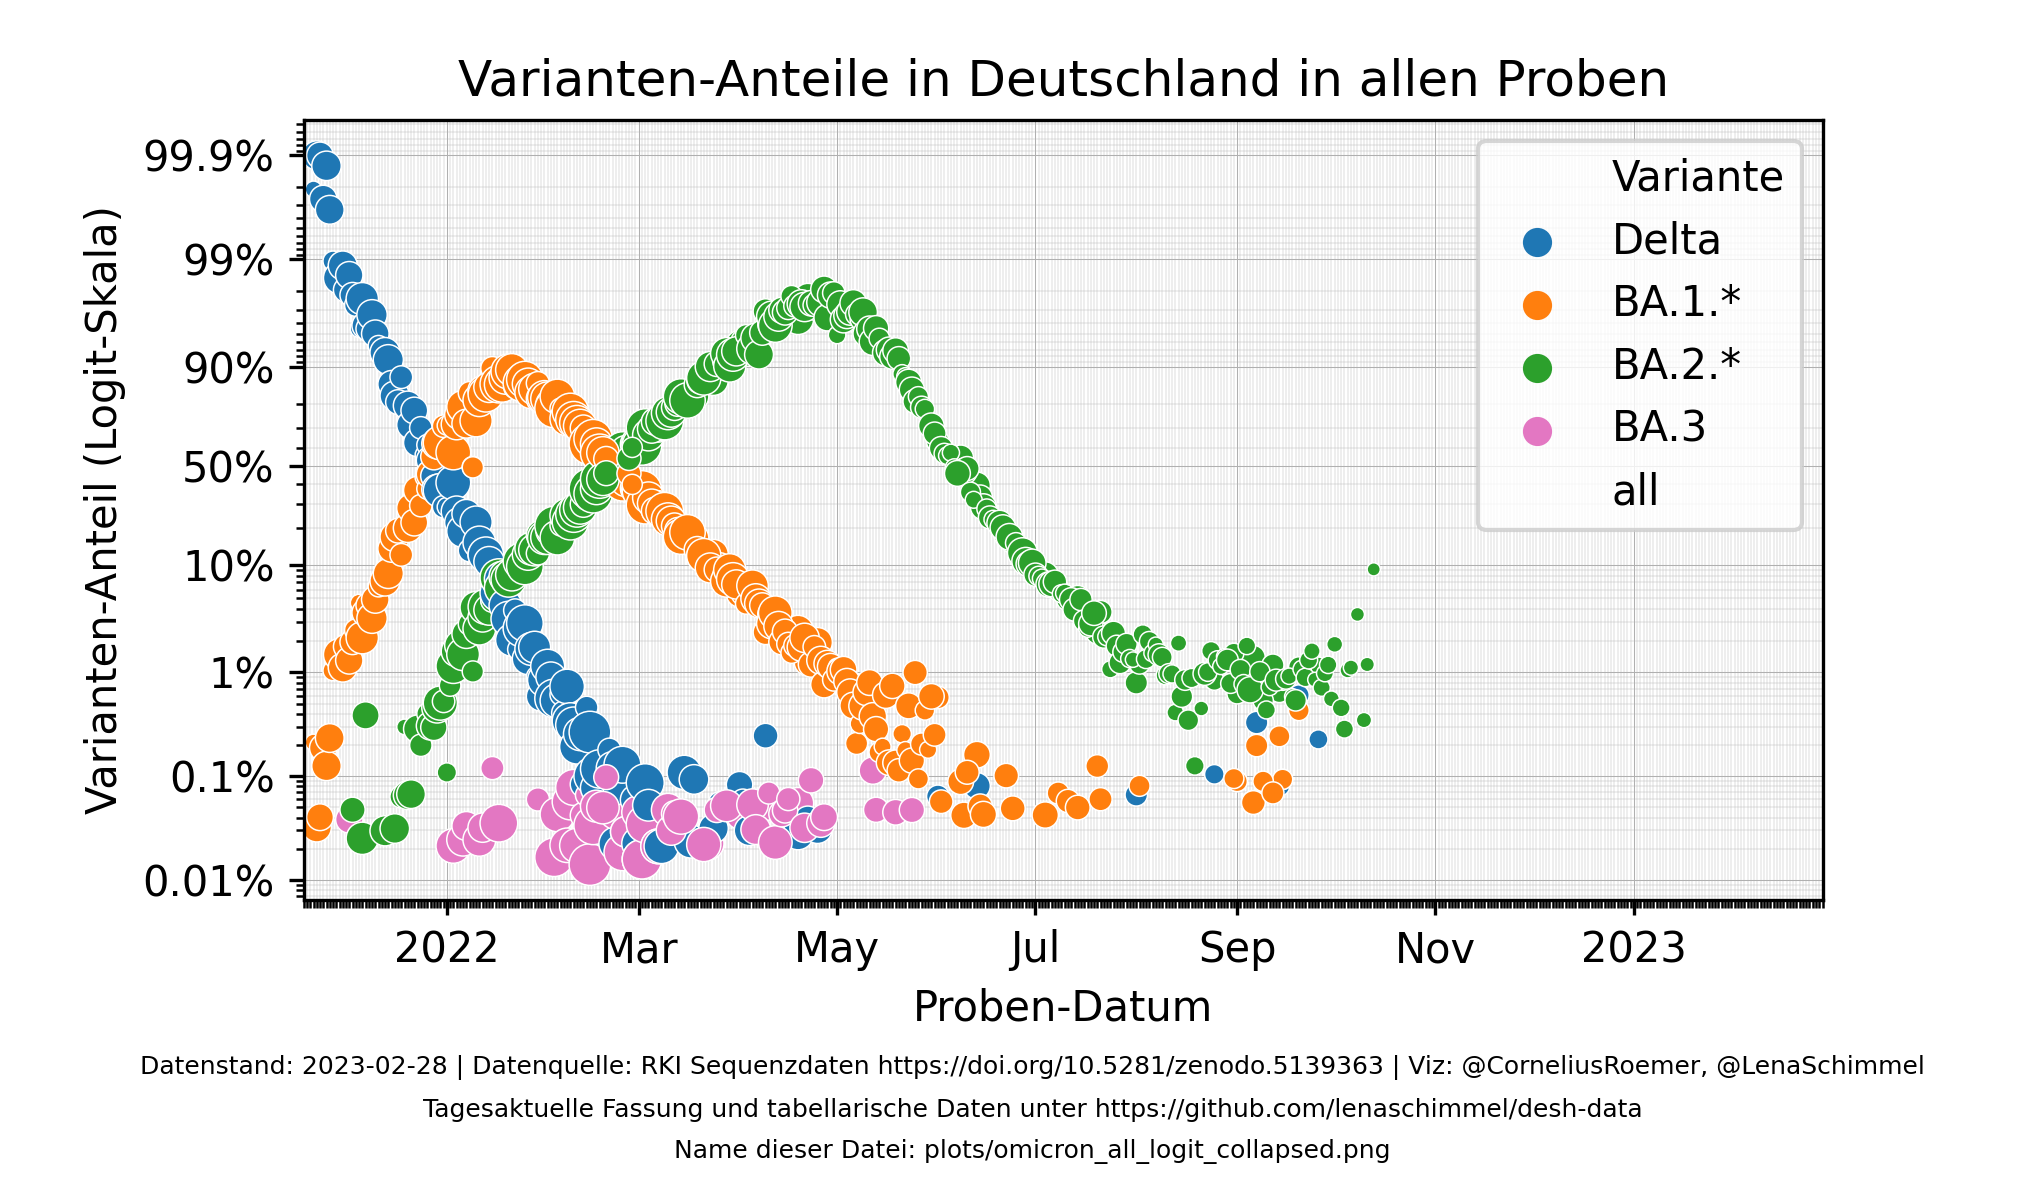 Varianten-Anteile in Deutschland in allen Proben
Varianten-Anteil (Logit-Skala)
99.9%
99%
90%
50%
10%
1%
0.1%
0.01%
Variante
Delta
BA.1.*
BA.2.*
BA.3
all
2022 Mar May Jul Sep Nov 2023
Proben-Datum
Datenstand: 2023-02-28 | Datenquelle: RKI Sequenzdaten https://doi.org/10.5281/zenodo.5139363 | Viz: @CorneliusRoemer, @LenaSchimmel
Tagesaktuelle Fassung und tabellarische Daten unter https://github.com/lenaschimmel/desh-data
Name dieser Datei: plots/omicron_all_logit_collapsed.png